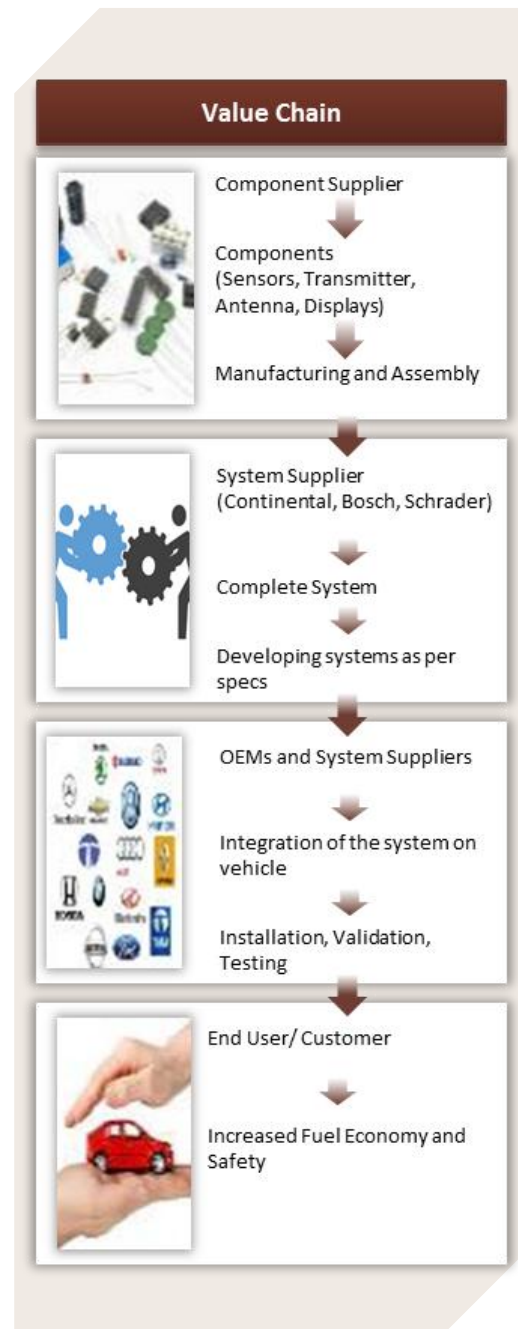 Value Chain
Component Supplier
Components
(Sensors, Transmitter,
Antenna, Displays)
Manufacturing and Assembly
System Supplier
(Continental, Bosch, Schrader)
Complete System
Developing systems as per
specs
OEMs and System Suppliers
Integration of the system on
vehicle
Installation, Validation,
Testing
End User/ Customer
Increased Fuel Economy and
Safety